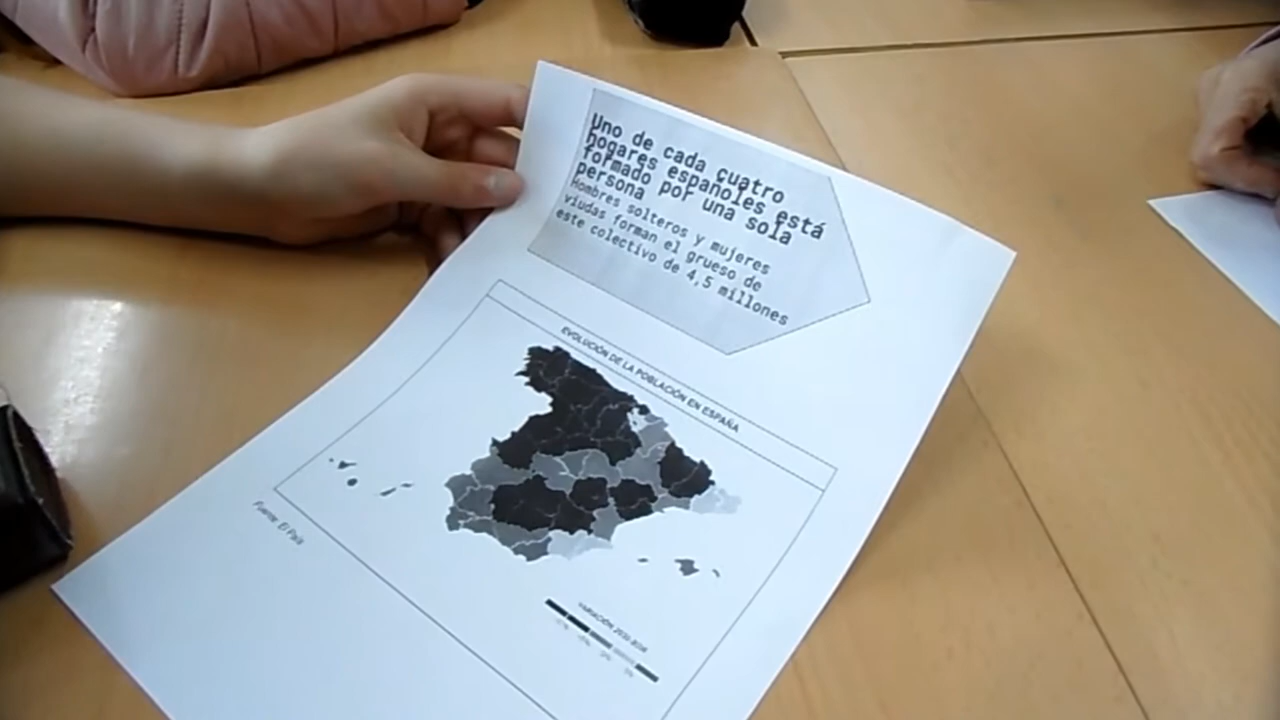 Uno de cada cuatro
hogares españoles está
formado por una sola
persona
Hombres solteros y mujeres
viudas forman el grueso de
este colectivo de 4,5 millones
EVOLUCIÓN DE LA POBLACIÓN EN ESPAÑA
Fuente: El País
VARIACIÓN